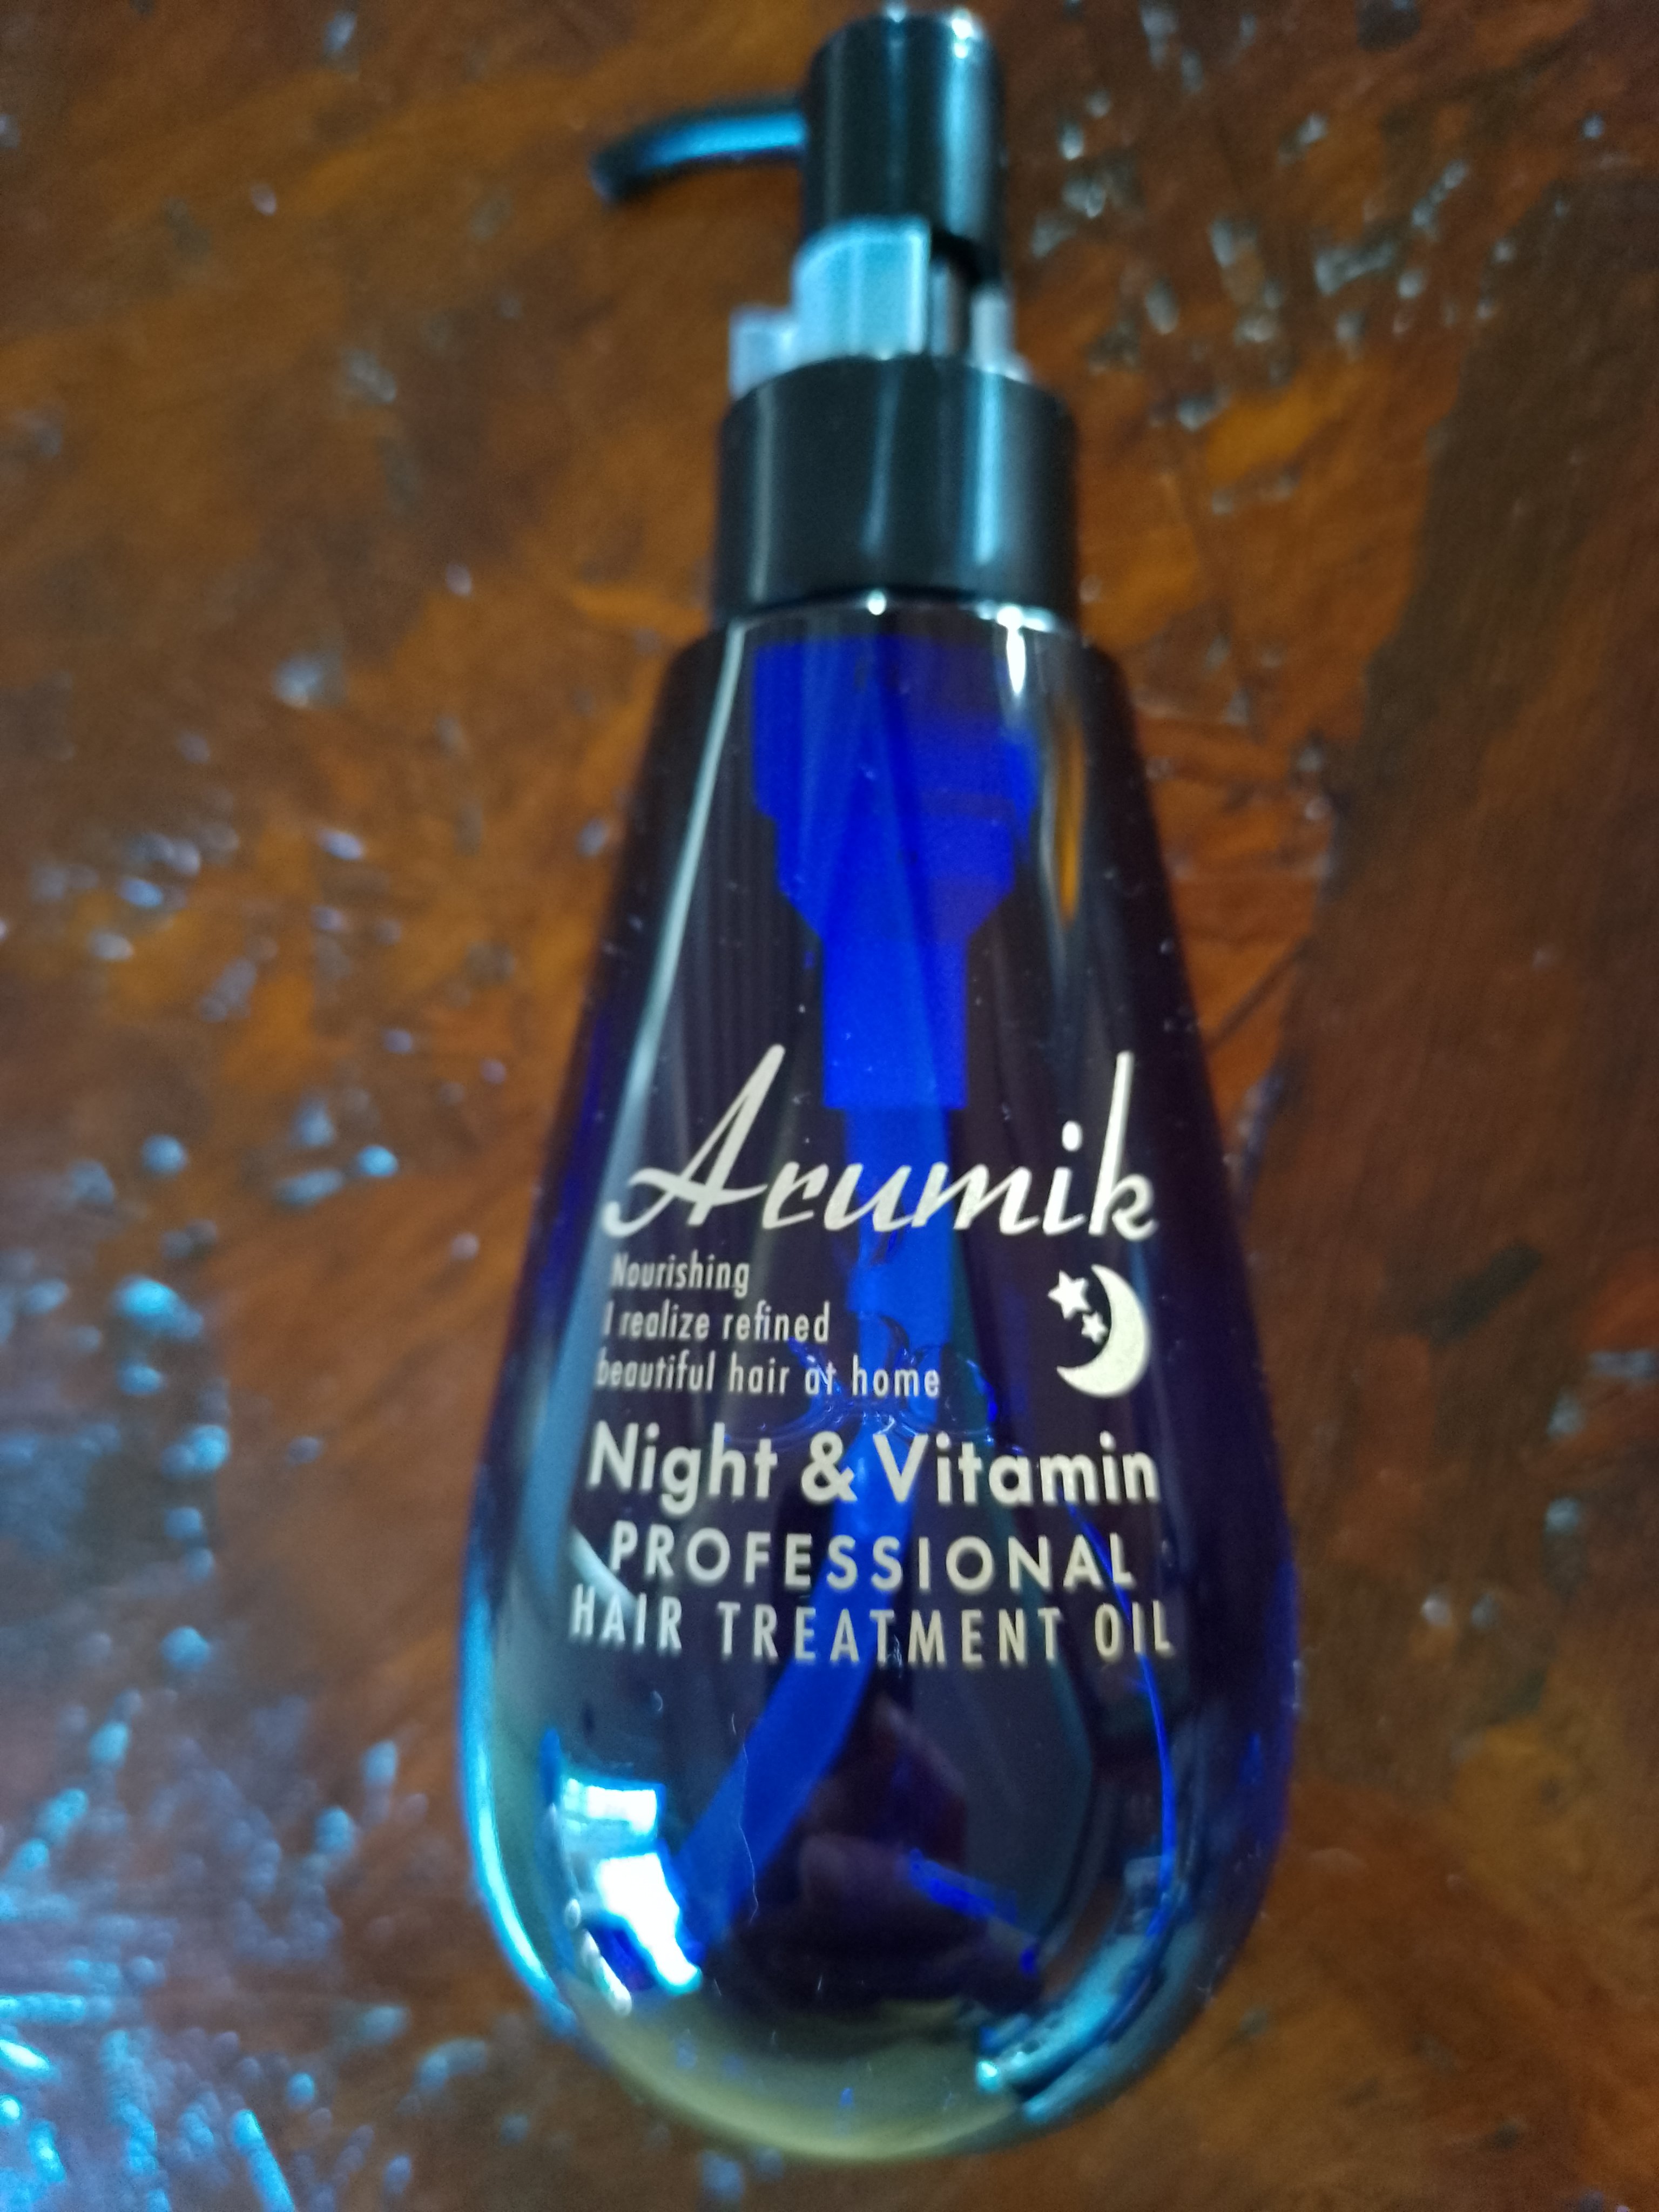 Arumik
Nourishing
I realize refined
beautiful hair at home
Night & Vitamin
PROFESSIONAL
HAIR TREATMENT OIL